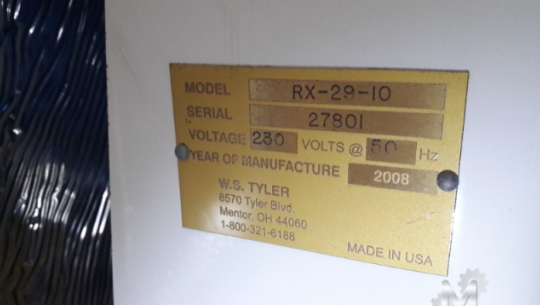 MODEL RX-29-10
SERIAL 27801
VOLTAGE 230 VOLTS @ 50 Hz
YEAR OF MANUFACTURE 2008
W.S. TYLER
8570 Tyler Blvd.
Mentor, OH 44060
1-800-321-6188
MADE IN USA